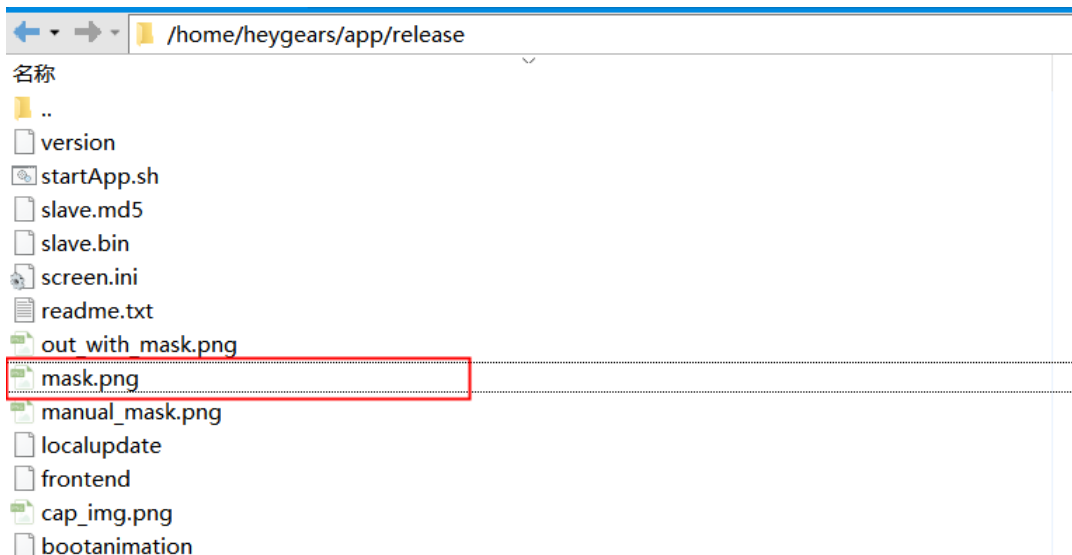 /home/heygears/app/release
名称
..
version
startApp.sh
slave.md5
slave.bin
screen.ini
readme.txt
out_with_mask.png
mask.png
manual_mask.png
localupdate
frontend
cap_img.png
bootanimation